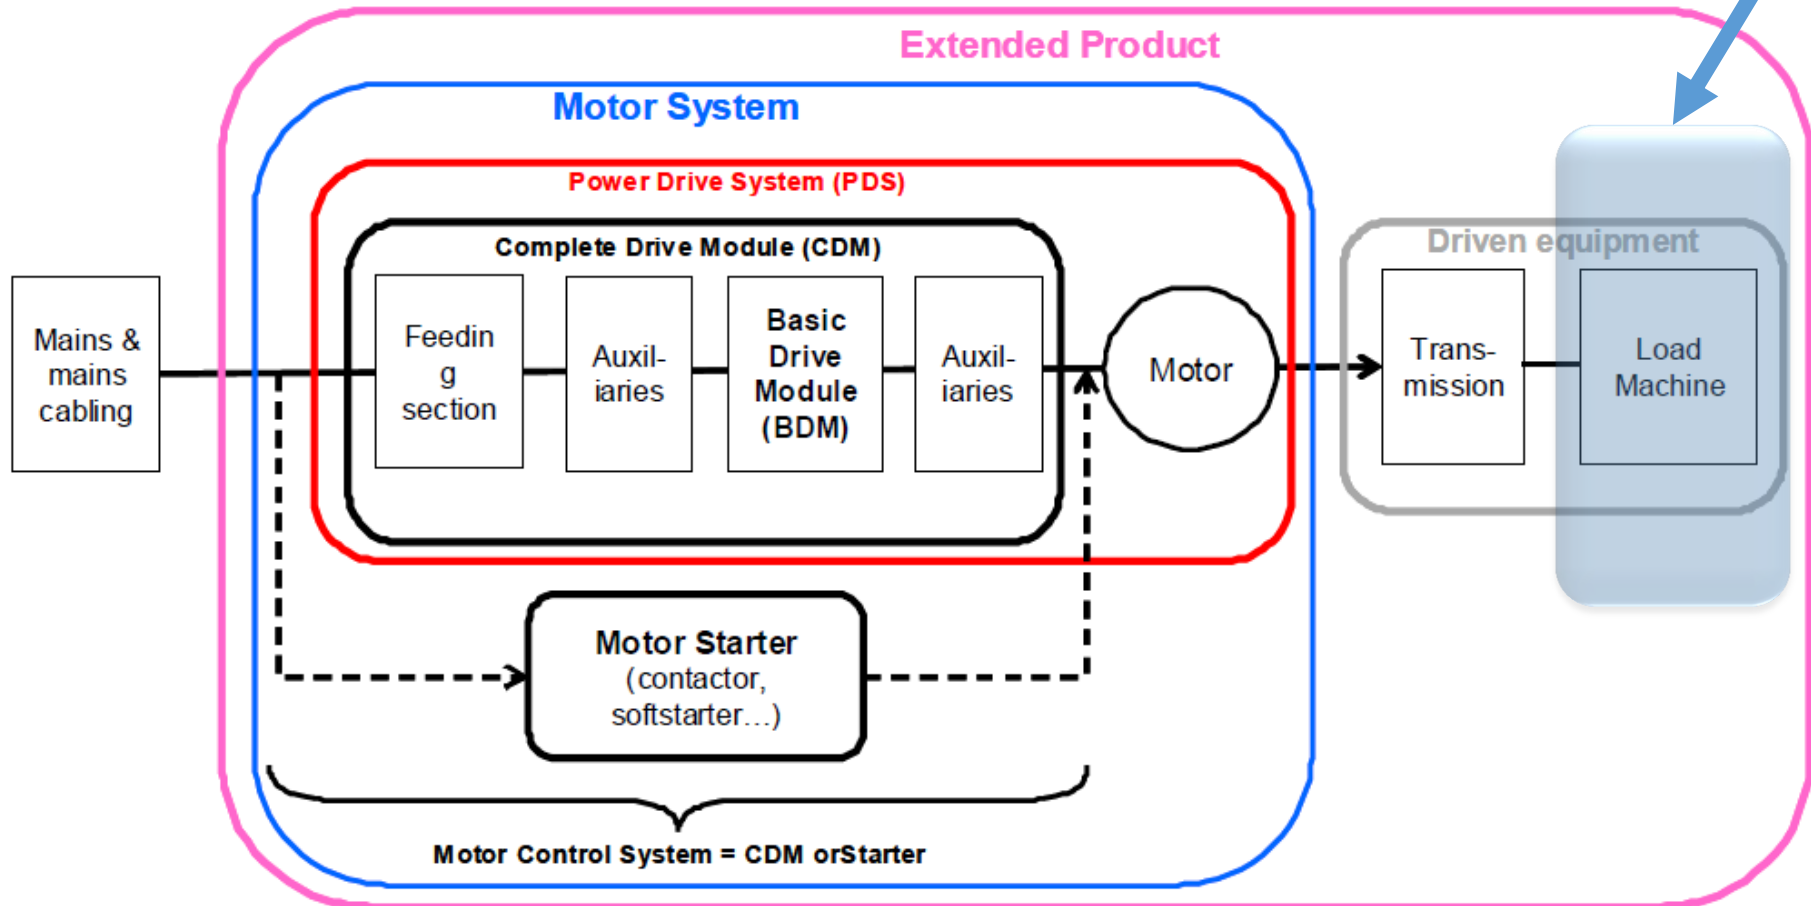 Extended Product
Motor System
Power Drive System (PDS)
Complete Drive Module (CDM)
Driven equipment
Mains &
mains
cabling
Feedin
g
section
Auxil-
iaries
Basic
Drive
Module
(BDM)
Auxil-
iaries
Motor
Trans-
mission
Load
Machine
Motor Starter
(contactor,
softstarter...)
Motor Control System = CDM orStarter